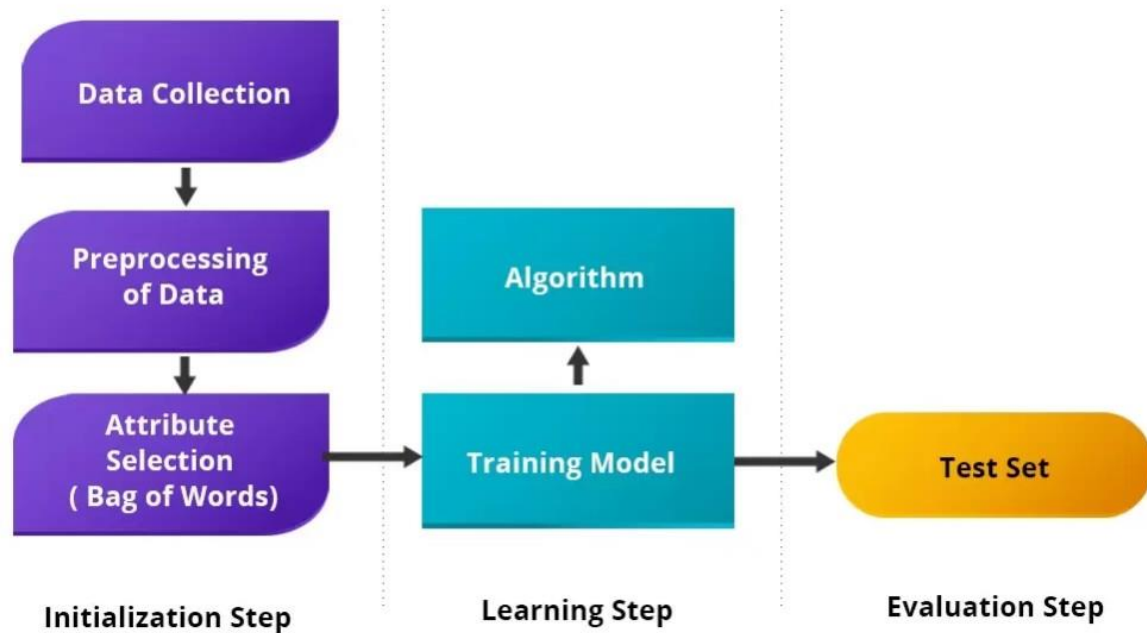 Data Collection
Preprocessing
of Data
Attribute
Selection
( Bag of Words)
Initialization Step
Algorithm
Training Model
Learning Step
Test Set
Evaluation Step